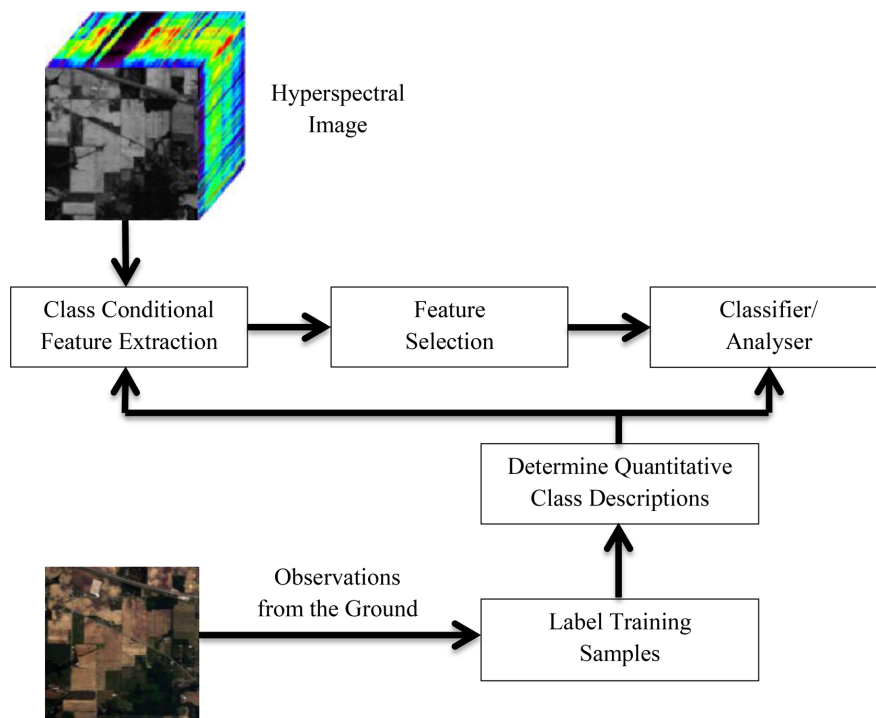 Hyperspectral
Image
Class Conditional
Feature Extraction
Feature
Selection
Classifier/
Analyser
Determine Quantitative
Class Descriptions
Observations
from the Ground
Label Training
Samples